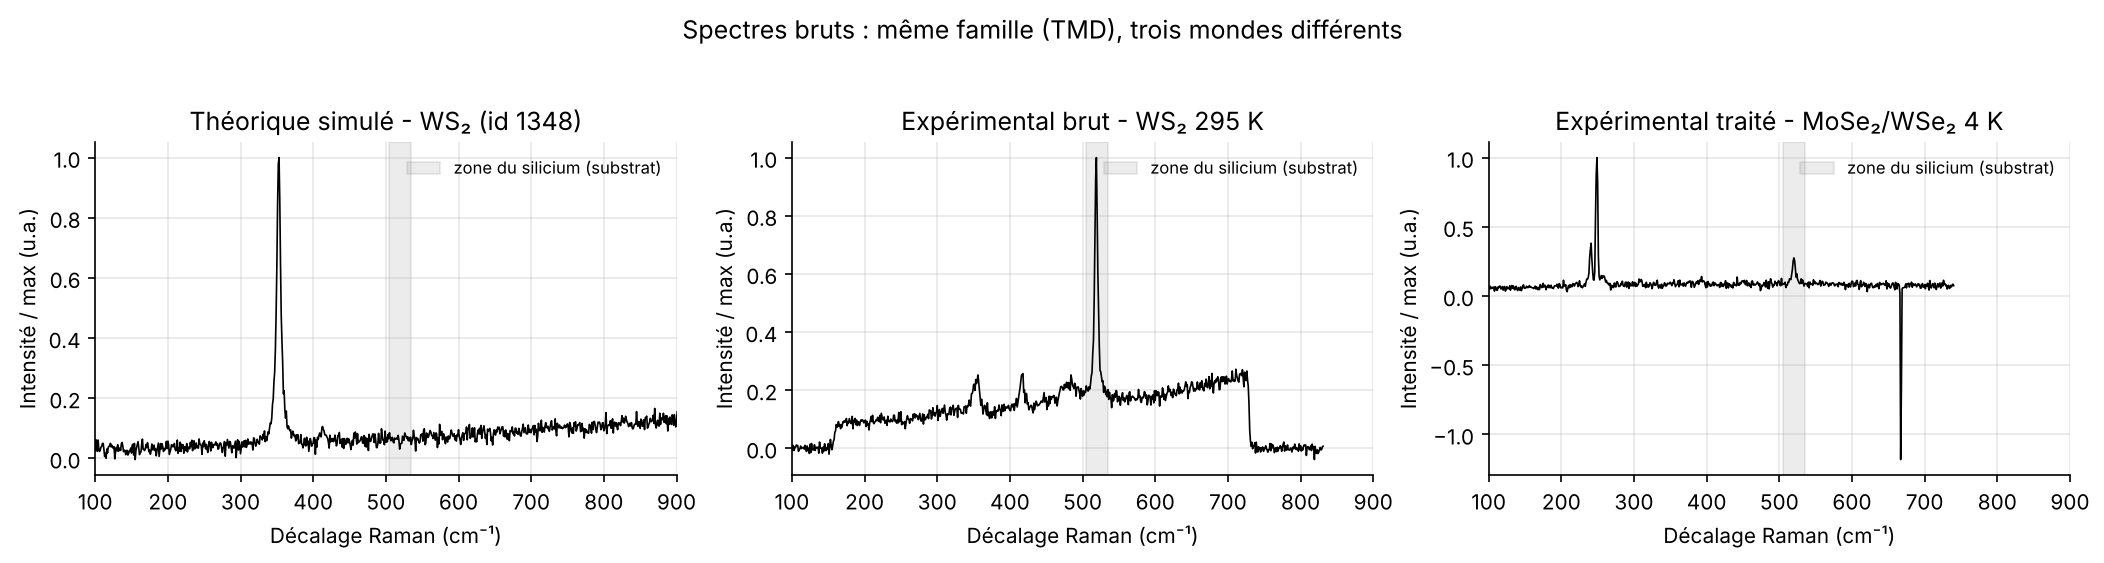 Spectres bruts : même famille (TMD), trois mondes différents
Théorique simulé - WS₂ (id 1348)
zone du silicium (substrat)
Intensité / max (u.a.)
1.0
0.8
0.6
0.4
0.2
0.0
100 200 300 400 500 600 700 800 900
Décalage Raman (cm⁻¹)
Expérimental brut - WS₂ 295 K
zone du silicium (substrat)
Intensité / max (u.a.)
1.0
0.8
0.6
0.4
0.2
0.0
100 200 300 400 500 600 700 800 900
Décalage Raman (cm⁻¹)
Expérimental traité - MoSe₂/WSe₂ 4 K
zone du silicium (substrat)
Intensité / max (u.a.)
1.0
0.5
0.0
−0.5
−1.0
100 200 300 400 500 600 700 800 900
Décalage Raman (cm⁻¹)